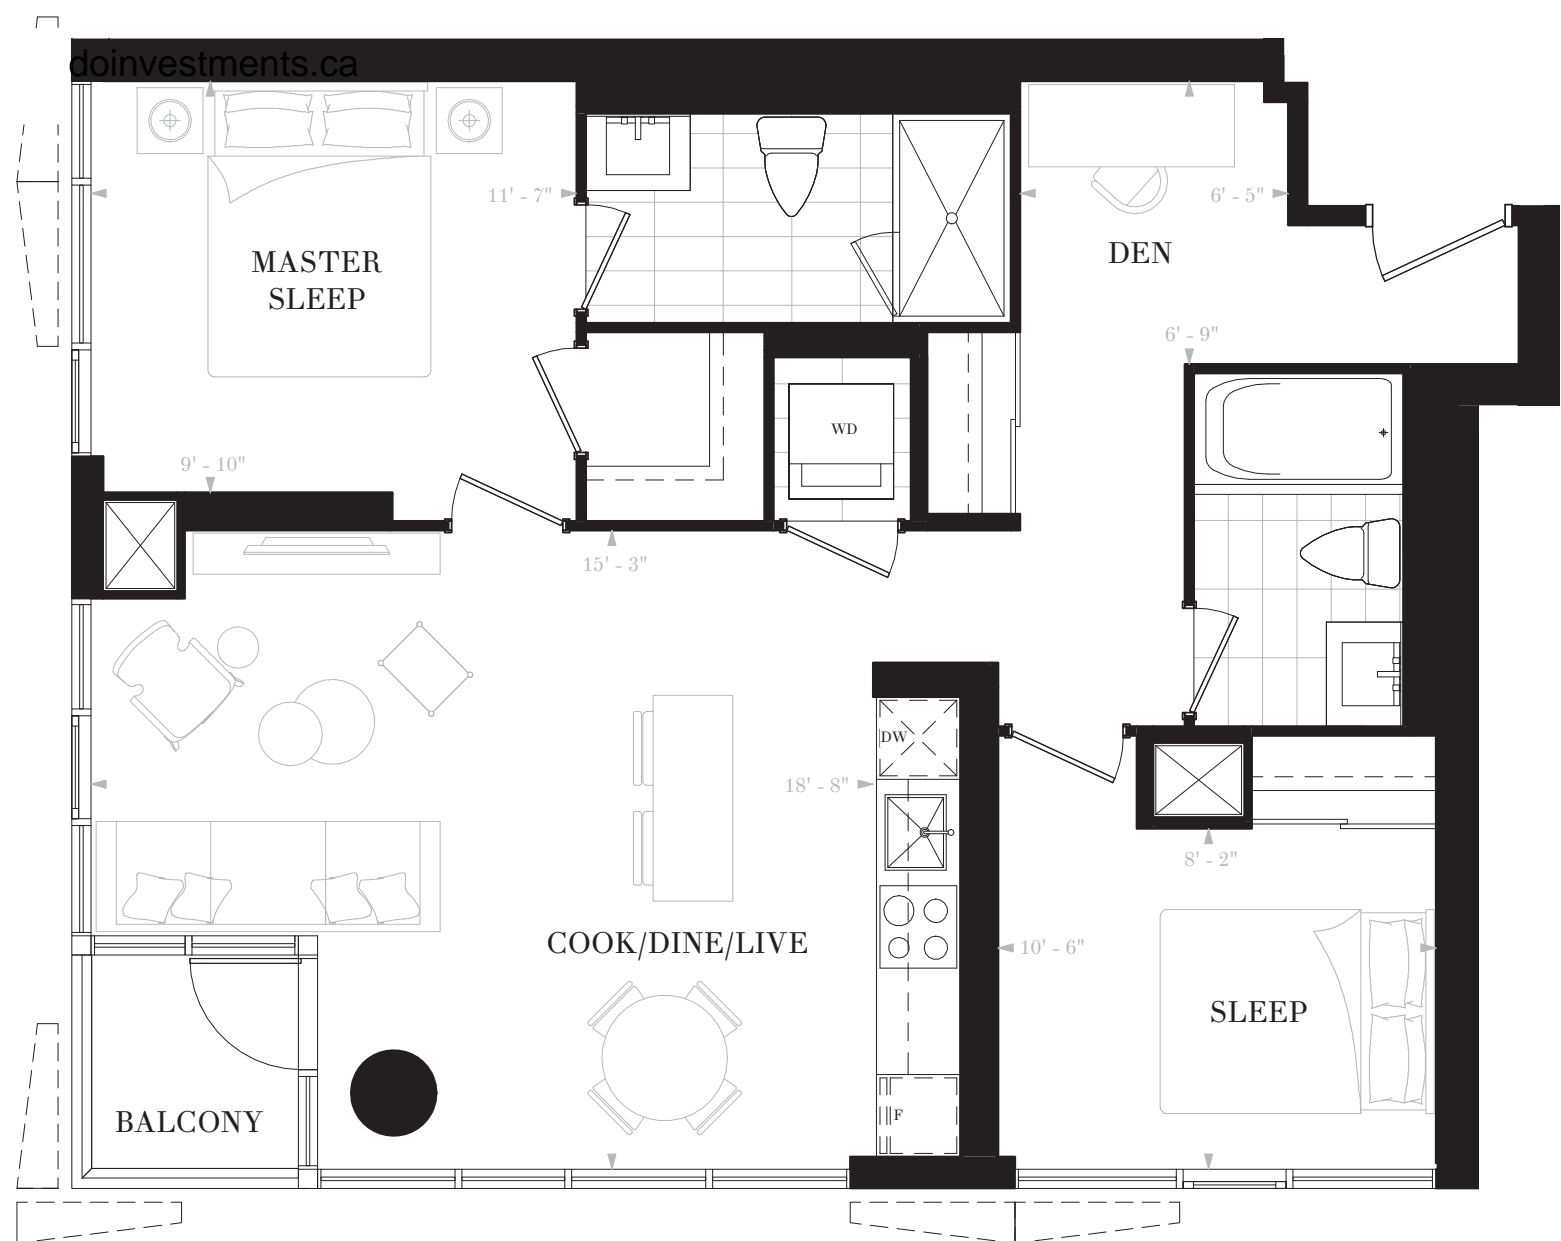 doinvestments.ca
11' - 7"
6' - 5"
MASTER
SLEEP
DEN
6' - 9"
WD
9' - 10"
15' - 3"
DW
18' - 8"
8' - 2"
COOK/DINE/LIVE
10' - 6"
SLEEP
BALCONY
F